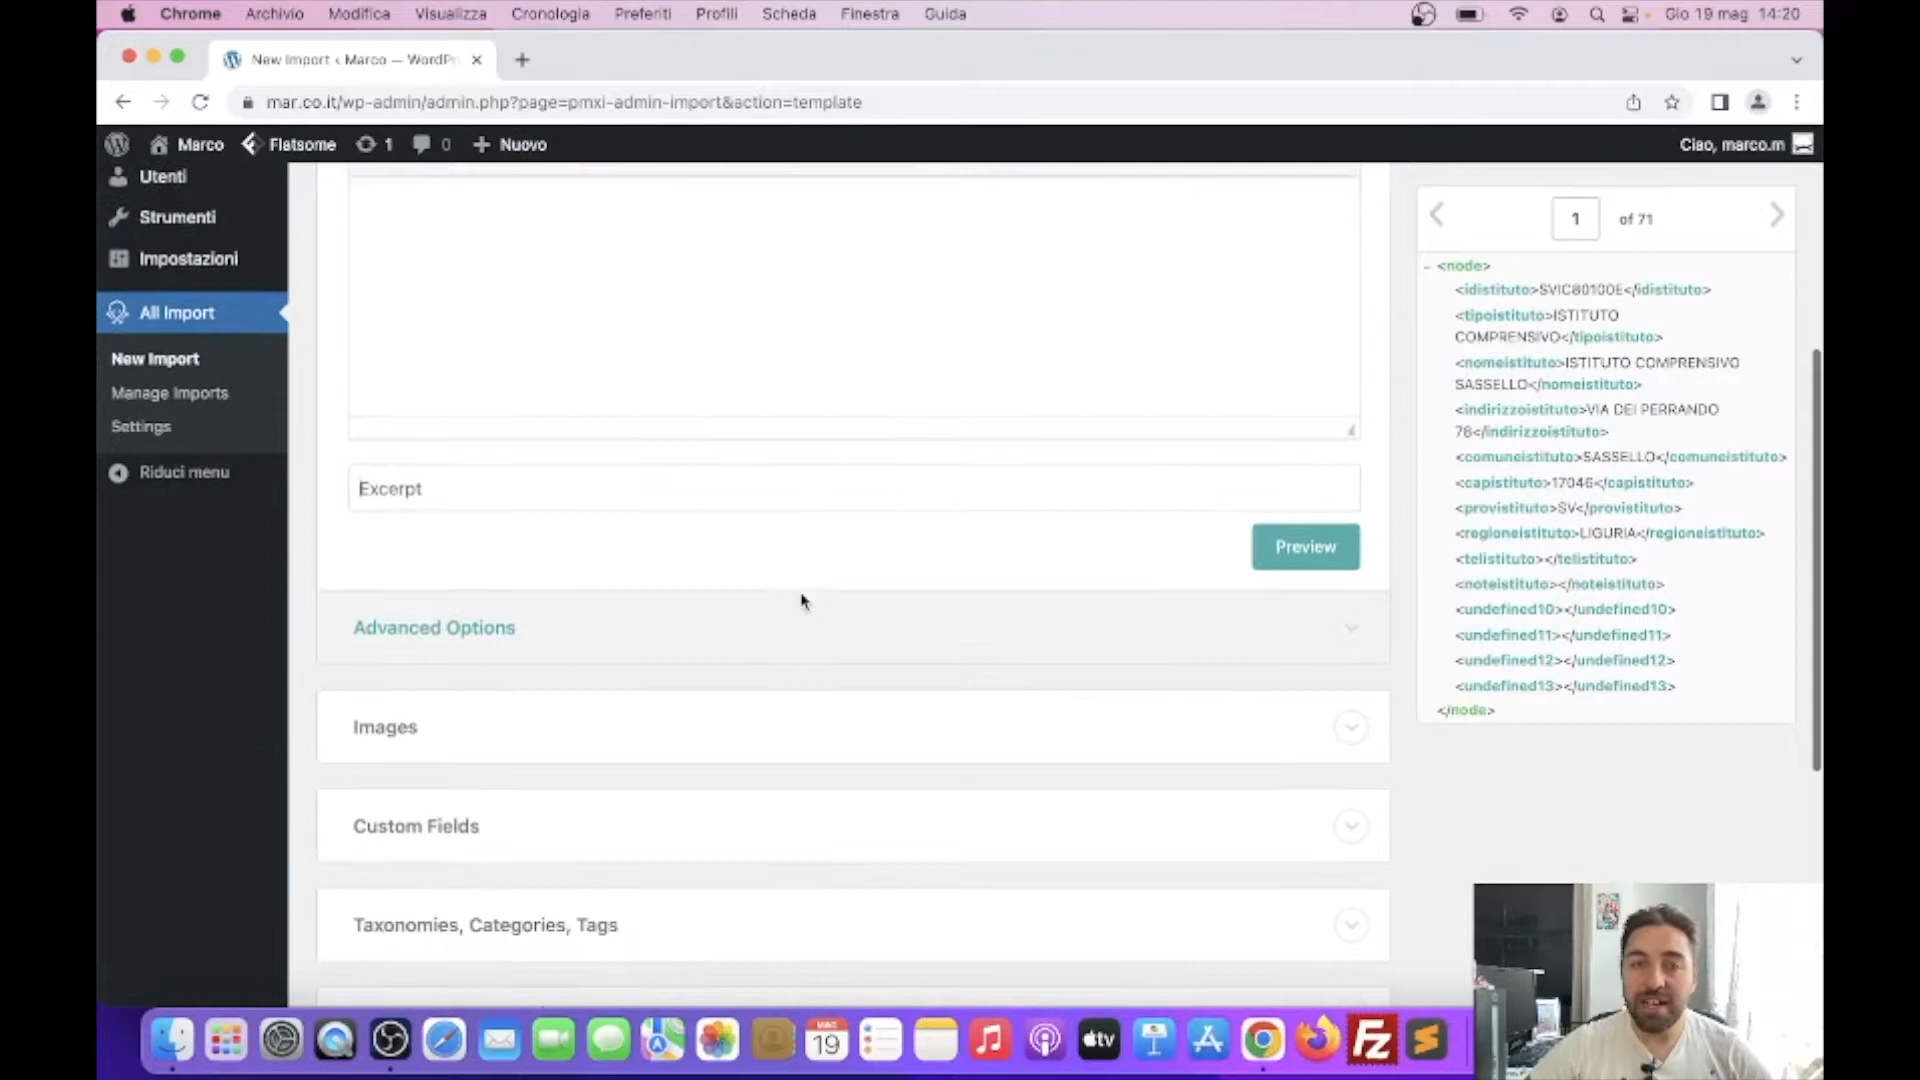 Chrome Archivio Modifica Visualizza Cronologia Preferiti Profili Scheda Finestra Guida Gio 19 mag 14:20
New Import ‹ Marco — WordPr
mar.co.it/wp-admin/admin.php?page=pmxi-admin-import&action=template
Marco Flatsome 1 0 Nuovo Ciao, marco.m
Utenti
Strumenti
Impostazioni
All Import
New Import
Manage Imports
Settings
Riduci menu
Excerpt
Preview
Advanced Options
Images
Custom Fields
Taxonomies, Categories, Tags
1 of 71
<node>
<idistituto>SVIC80100E</idistituto>
<tipoistituto>ISTITUTO
COMPRENSIVO</tipoistituto>
<nomeistituto>ISTITUTO COMPRENSIVO
SASSELLO</nomeistituto>
<indirizzoistituto>VIA DEI PERRANDO
78</indirizzoistituto>
<comuneistituto>SASSELLO</comuneistituto>
<capistituto>17046</capistituto>
<provistituto>SV</provistituto>
<regioneistituto>LIGURIA</regioneistituto>
<telistituto></telistituto>
<noteistituto></noteistituto>
<undefined10></undefined10>
<undefined11></undefined11>
<undefined12></undefined12>
<undefined13></undefined13>
</node>
MAG
19
tv
FZ